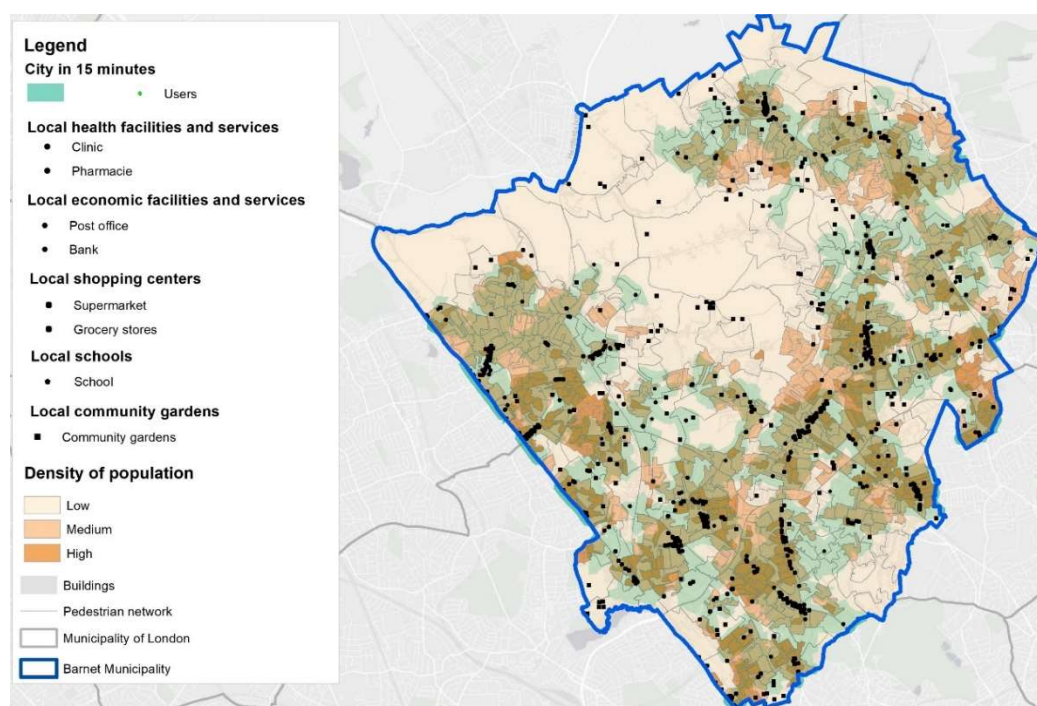 Legend
City in 15 minutes
Users
Local health facilities and services
Clinic
Pharmacie
Local economic facilities and services
Post office
Bank
Local shopping centers
Supermarket
Grocery stores
Local schools
School
Local community gardens
Community gardens
Density of population
Low
Medium
High
Buildings
Pedestrian network
Municipality of London
Barnet Municipality